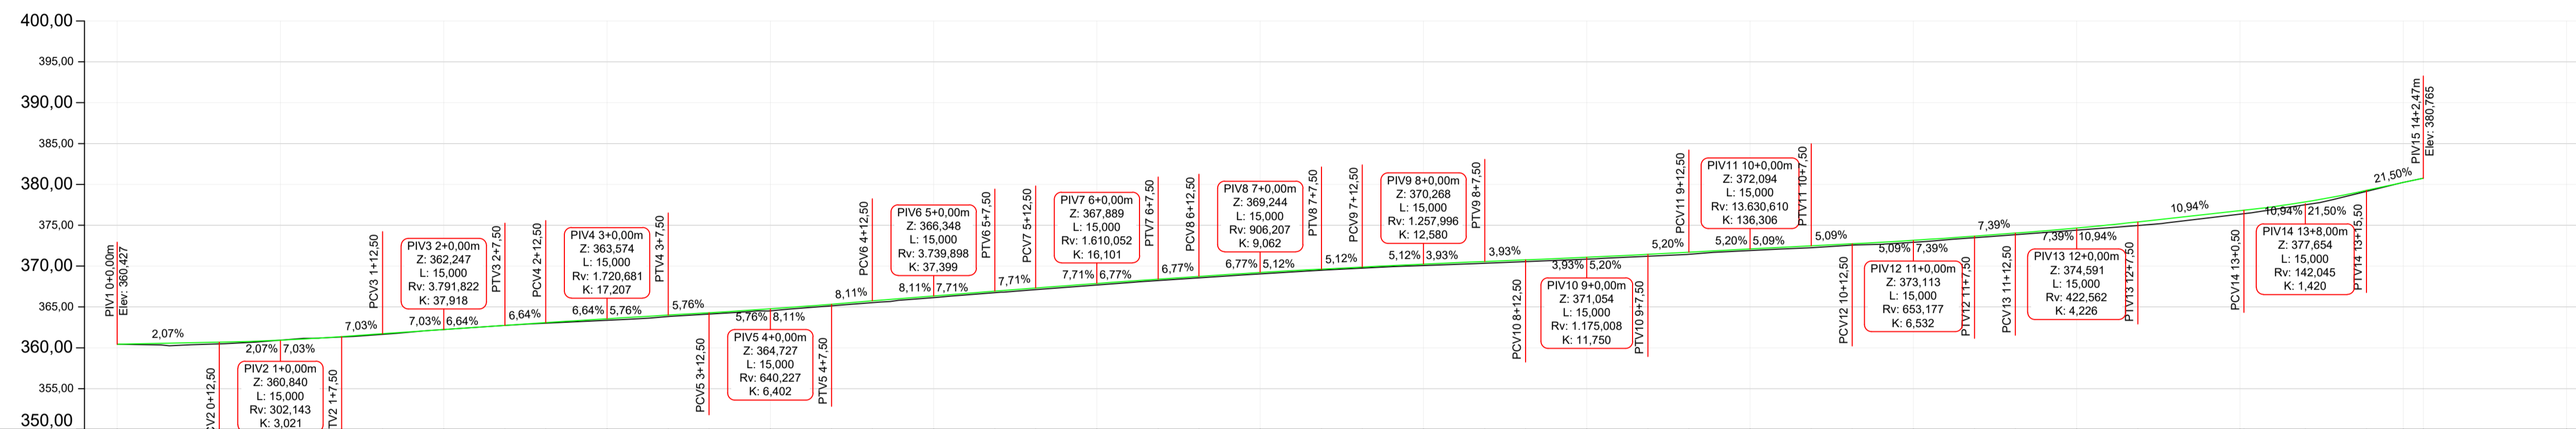 400,00
395,00
390,00
385,00
380,00
375,00
370,00
365,00
360,00
355,00
350,00
PIV1 0+0,00m
Elev: 360,427
2,07%
2,07% 7,03%
PIV2 1+0,00m
Z: 360,840
L: 15,000
Rv: 302,143
K: 3,021
7,03%
PCV3 1+12,50
PIV3 2+0,00m
Z: 362,247
L: 15,000
Rv: 3.791,822
K: 37,918
7,03% 6,64%
PTV3 2+7,50
6,64%
PCV4 2+12,50
PIV4 3+0,00m
Z: 363,574
L: 15,000
Rv: 1.720,681
K: 17,207
6,64% 5,76%
PTV4 3+7,50
5,76%
PCV5 3+12,50
5,76% 8,11%
PIV5 4+0,00m
Z: 364,727
L: 15,000
Rv: 640,227
K: 6,402
PTV5 4+7,50
8,11%
PCV6 4+12,50
PIV6 5+0,00m
Z: 366,348
L: 15,000
Rv: 3.739,898
K: 37,399
8,11% 7,71%
PTV6 5+7,50
7,71%
PCV7 5+12,50
PIV7 6+0,00m
Z: 367,889
L: 15,000
Rv: 1.610,052
K: 16,101
7,71% 6,77%
PTV7 6+7,50
6,77%
PCV8 6+12,50
PIV8 7+0,00m
Z: 369,244
L: 15,000
Rv: 906,207
K: 9,062
6,77% 5,12%
PTV8 7+7,50
5,12%
PCV9 7+12,50
PIV9 8+0,00m
Z: 370,268
L: 15,000
Rv: 1.257,996
K: 12,580
5,12% 3,93%
PTV9 8+7,50
3,93%
PCV10 8+12,50
3,93% 5,20%
PIV10 9+0,00m
Z: 371,054
L: 15,000
Rv: 1.175,008
K: 11,750
PTV10 9+7,50
5,20%
PCV11 9+12,50
PIV11 10+0,00m
Z: 372,094
L: 15,000
Rv: 13.630,610
K: 136,306
5,20% 5,09%
PTV11 10+7,50
5,09%
PCV12 10+12,50
5,09% 7,39%
PIV12 11+0,00m
Z: 373,113
L: 15,000
Rv: 653,177
K: 6,532
PTV12 11+7,50
7,39%
PCV13 11+12,50
7,39% 10,94%
PIV13 12+0,00m
Z: 374,591
L: 15,000
Rv: 422,562
K: 4,226
PTV13 12+7,50
10,94%
PCV14 13+0,50
10,94% 21,50%
PIV14 13+8,00m
Z: 377,654
L: 15,000
Rv: 142,045
K: 1,420
PTV14 13+15,50
21,50%
PIV15 14+2,47m
Elev: 380,765